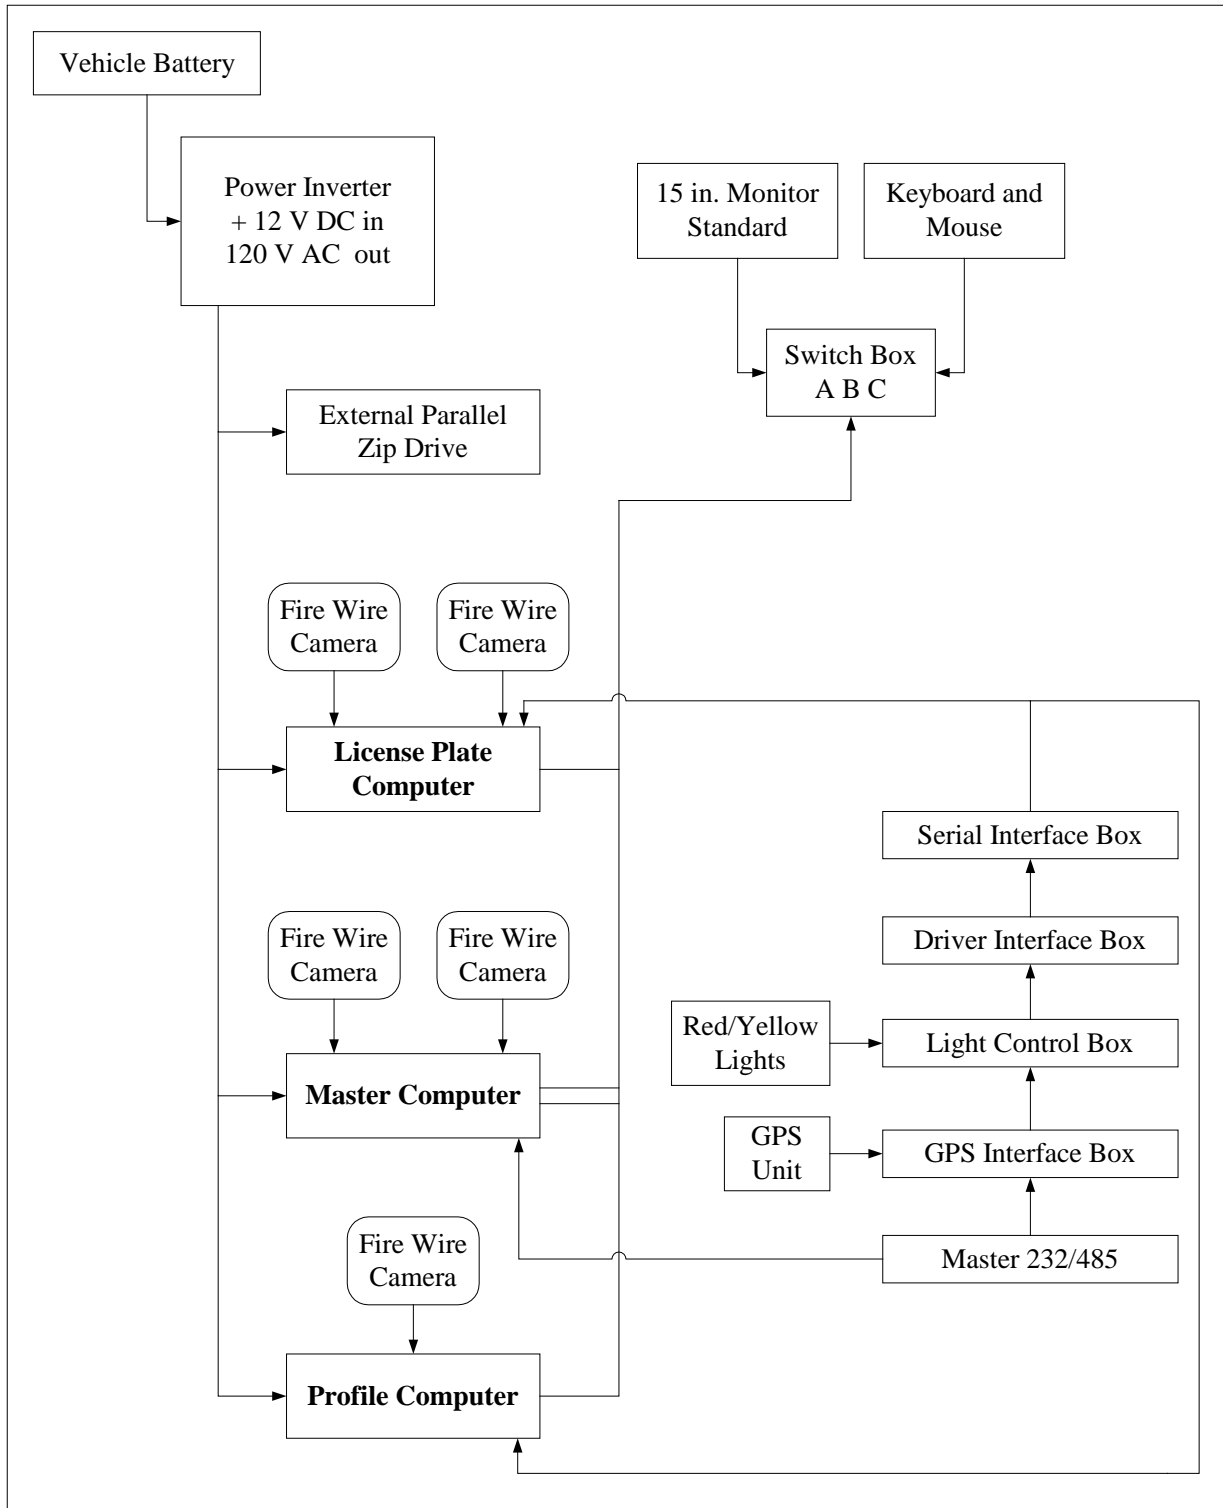 Vehicle Battery
Power Inverter
+ 12 V DC in
120 V AC out
15 in. Monitor
Standard
Keyboard and
Mouse
Switch Box
A B C
External Parallel
Zip Drive
Fire Wire
Camera
Fire Wire
Camera
License Plate
Computer
Serial Interface Box
Driver Interface Box
Fire Wire
Camera
Fire Wire
Camera
Red/Yellow
Lights
Light Control Box
Master Computer
GPS
Unit
GPS Interface Box
Fire Wire
Camera
Master 232/485
Profile Computer